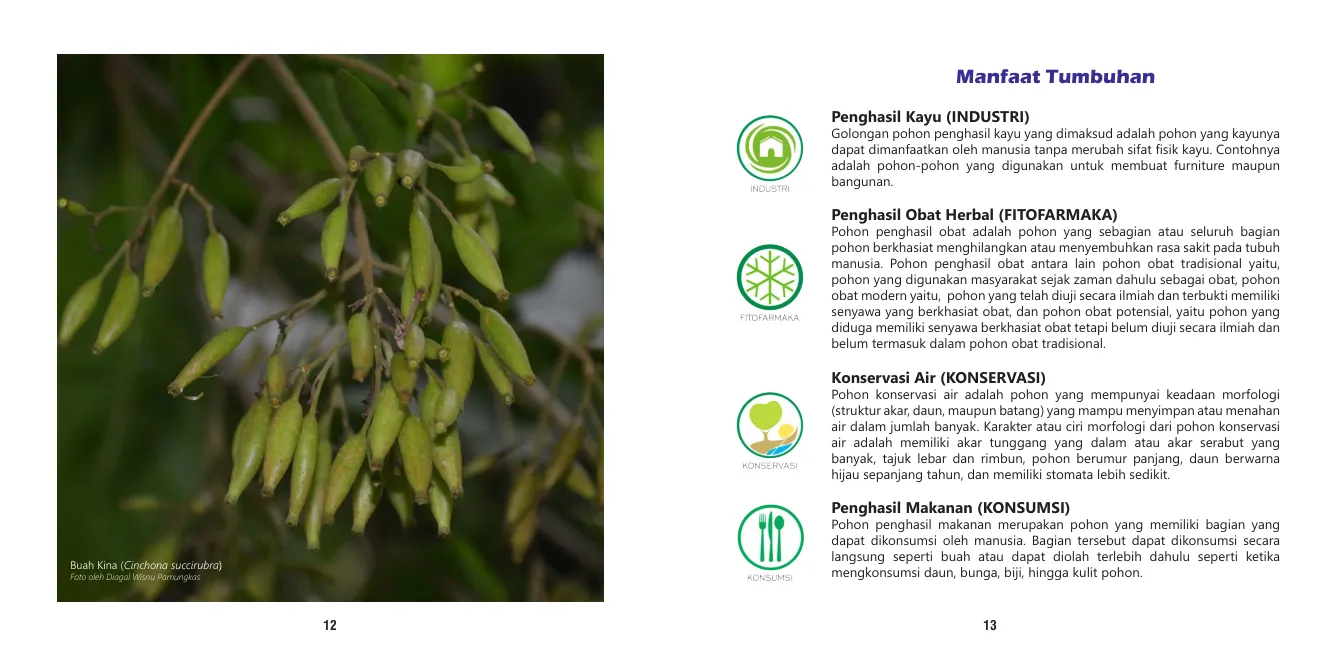 Buah Kina (Cinchona succirubra)
Foto oleh Diagal Wisnu Pamungkas
12
Manfaat Tumbuhan
INDUSTRI
Penghasil Kayu (INDUSTRI)
Golongan pohon penghasil kayu yang dimaksud adalah pohon yang kayunya
dapat dimanfaatkan oleh manusia tanpa merubah sifat fisik kayu. Contohnya
adalah pohon-pohon yang digunakan untuk membuat furniture maupun
bangunan.
FITOFARMAKA
Penghasil Obat Herbal (FITOFARMAKA)
Pohon penghasil obat adalah pohon yang sebagian atau seluruh bagian
pohon berkhasiat menghilangkan atau menyembuhkan rasa sakit pada tubuh
manusia. Pohon penghasil obat antara lain pohon obat tradisional yaitu,
pohon yang digunakan masyarakat sejak zaman dahulu sebagai obat, pohon
obat modern yaitu, pohon yang telah diuji secara ilmiah dan terbukti memiliki
senyawa yang berkhasiat obat, dan pohon obat potensial, yaitu pohon yang
diduga memiliki senyawa berkhasiat obat tetapi belum diuji secara ilmiah dan
belum termasuk dalam pohon obat tradisional.
KONSERVASI
Konservasi Air (KONSERVASI)
Pohon konservasi air adalah pohon yang mempunyai keadaan morfologi
(struktur akar, daun, maupun batang) yang mampu menyimpan atau menahan
air dalam jumlah banyak. Karakter atau ciri morfologi dari pohon konservasi
air adalah memiliki akar tunggang yang dalam atau akar serabut yang
banyak, tajuk lebar dan rimbun, pohon berumur panjang, daun berwarna
hijau sepanjang tahun, dan memiliki stomata lebih sedikit.
KONSUMSI
Penghasil Makanan (KONSUMSI)
Pohon penghasil makanan merupakan pohon yang memiliki bagian yang
dapat dikonsumsi oleh manusia. Bagian tersebut dapat dikonsumsi secara
langsung seperti buah atau dapat diolah terlebih dahulu seperti ketika
mengkonsumsi daun, bunga, biji, hingga kulit pohon.
13